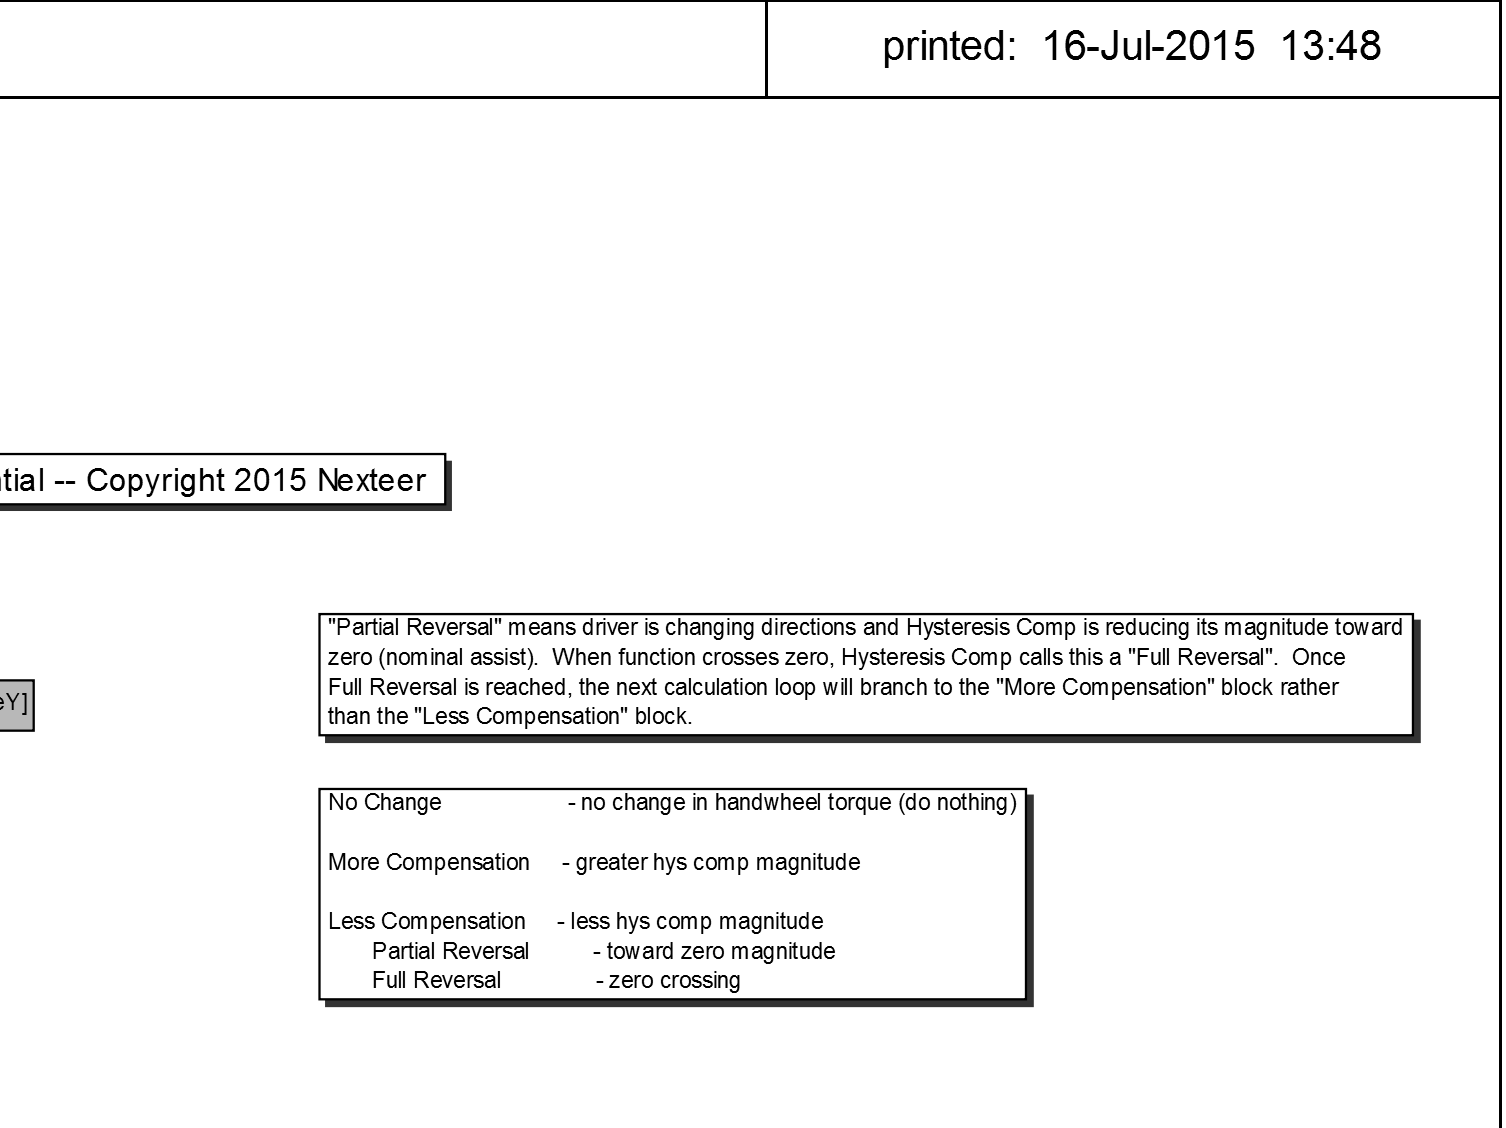 printed: 16-Jul-2015 13:48
-- Copyright 2015 Nexteer
"Partial Reversal" means driver is changing directions and Hysteresis Comp is reducing its magnitude toward
zero (nominal assist). When function crosses zero, Hysteresis Comp calls this a "Full Reversal". Once
Full Reversal is reached, the next calculation loop will branch to the "More Compensation" block rather
than the "Less Compensation" block.
eY]
No Change - no change in handwheel torque (do nothing)
More Compensation - greater hys comp magnitude
Less Compensation - less hys comp magnitude
Partial Reversal - toward zero magnitude
Full Reversal - zero crossing